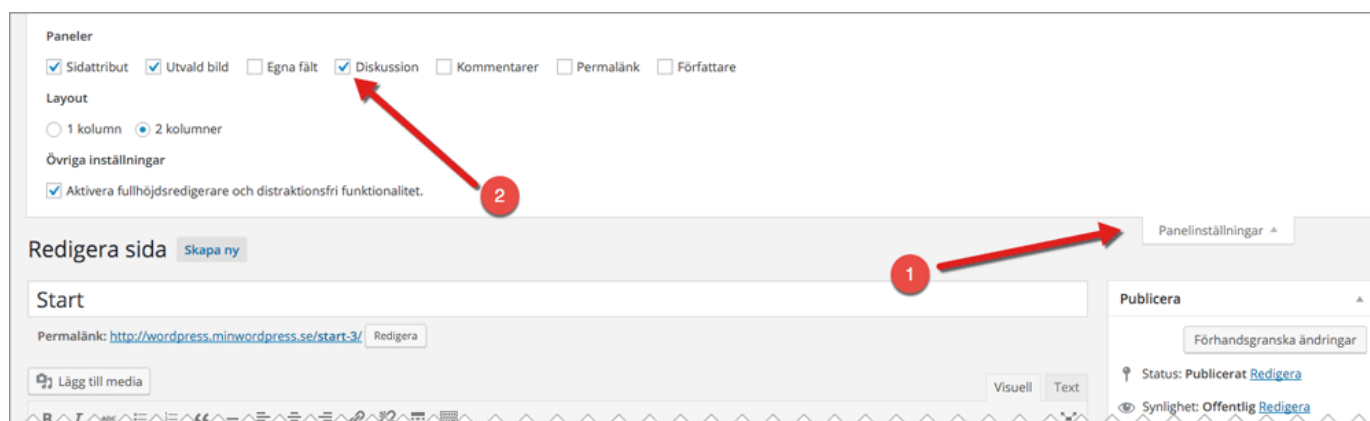 Paneler
Sidattribut Utvald bild Egna fält Diskussion Kommentarer Permalänk Författare
Layout
1 kolumn 2 kolumner
Övriga inställningar
Aktivera fullhöjdsredigerare och distraktionsfri funktionalitet.
2
Panelinställningar
Redigera sida Skapa ny
1
Start
Publicera
Permalänk: http://wordpress.minwordpress.se/start-3/ Redigera
Förhandsgranska ändringar
Lägg till media
Visuell Text
Status: Publicerat Redigera
Synlighet: Offentlig Redigera